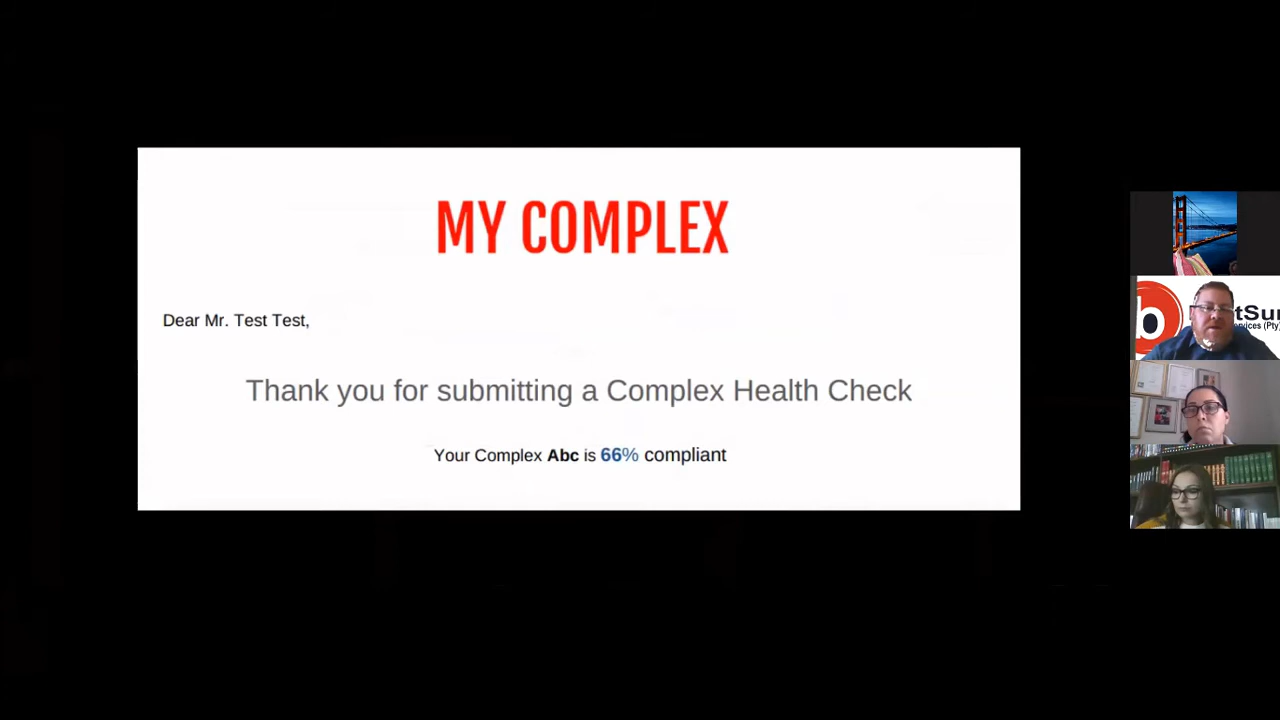 MY COMPLEX
Dear Mr. Test Test,
Thank you for submitting a Complex Health Check
Your Complex Abc is 66% compliant
b